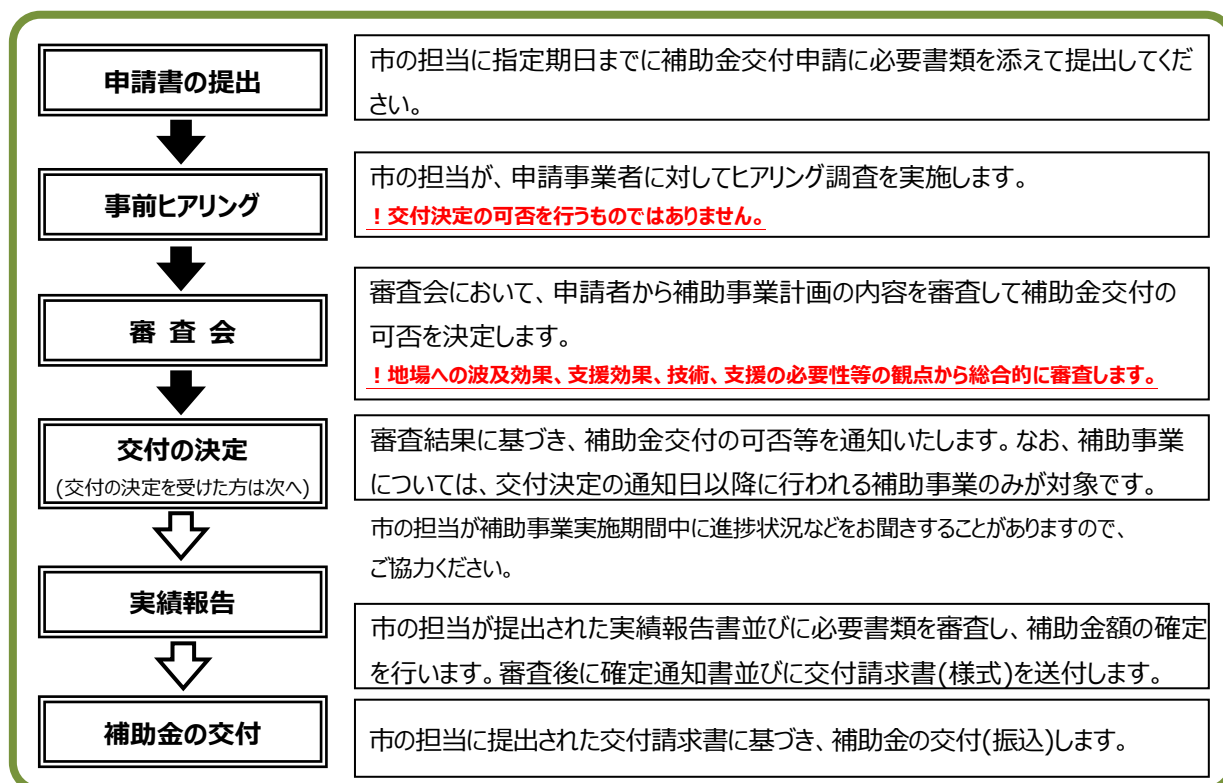 申請書の提出
市の担当に指定期日までに補助金交付申請に必要書類を添えて提出してくだ
さい。
事前ヒアリング
市の担当が、申請事業者に対してヒアリング調査を実施します。
！交付決定の可否を行うものではありません。
審 査 会
審査会において、申請者から補助事業計画の内容を審査して補助金交付の
可否を決定します。
！地場への波及効果、支援効果、技術、支援の必要性等の観点から総合的に審査します。
交付の決定
(交付の決定を受けた方は次へ)
審査結果に基づき、補助金交付の可否等を通知いたします。なお、補助事業
については、交付決定の通知日以降に行われる補助事業のみが対象です。
市の担当が補助事業実施期間中に進捗状況などをお聞きすることがありますので、
ご協力ください。
実績報告
市の担当が提出された実績報告書並びに必要書類を審査し、補助金額の確定
を行います。審査後に確定通知書並びに交付請求書(様式)を送付します。
補助金の交付
市の担当に提出された交付請求書に基づき、補助金の交付(振込)します。